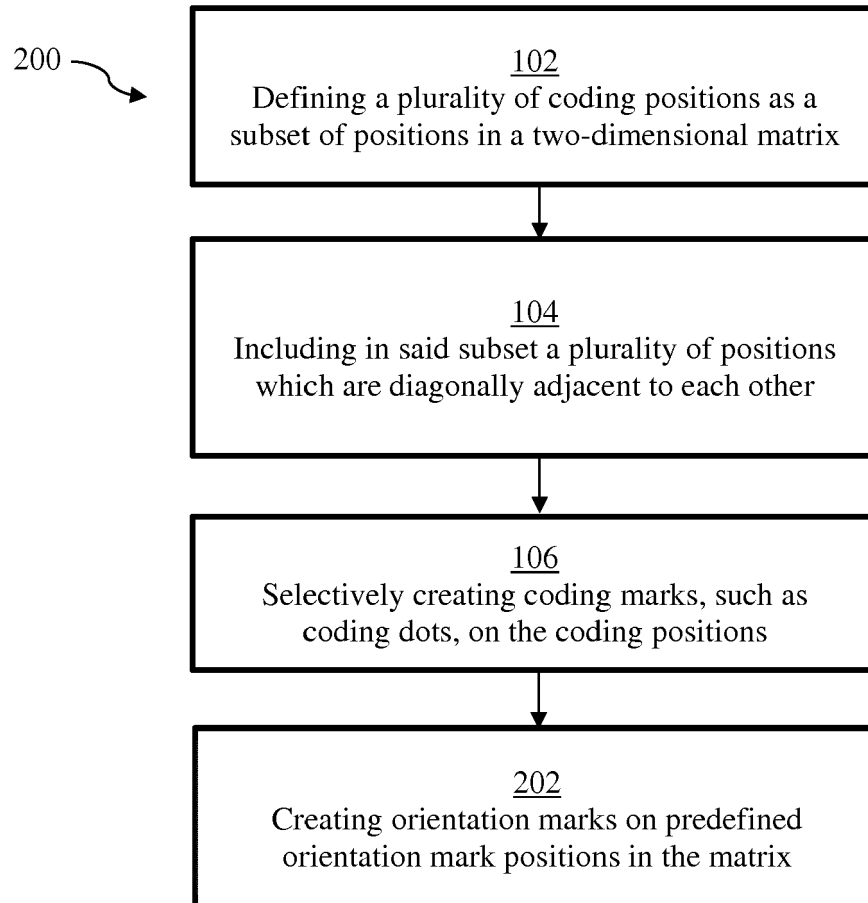 200
102
Defining a plurality of coding positions as a
subset of positions in a two-dimensional matrix
104
Including in said subset a plurality of positions
which are diagonally adjacent to each other
106
Selectively creating coding marks, such as
coding dots, on the coding positions
202
Creating orientation marks on predefined
orientation mark positions in the matrix